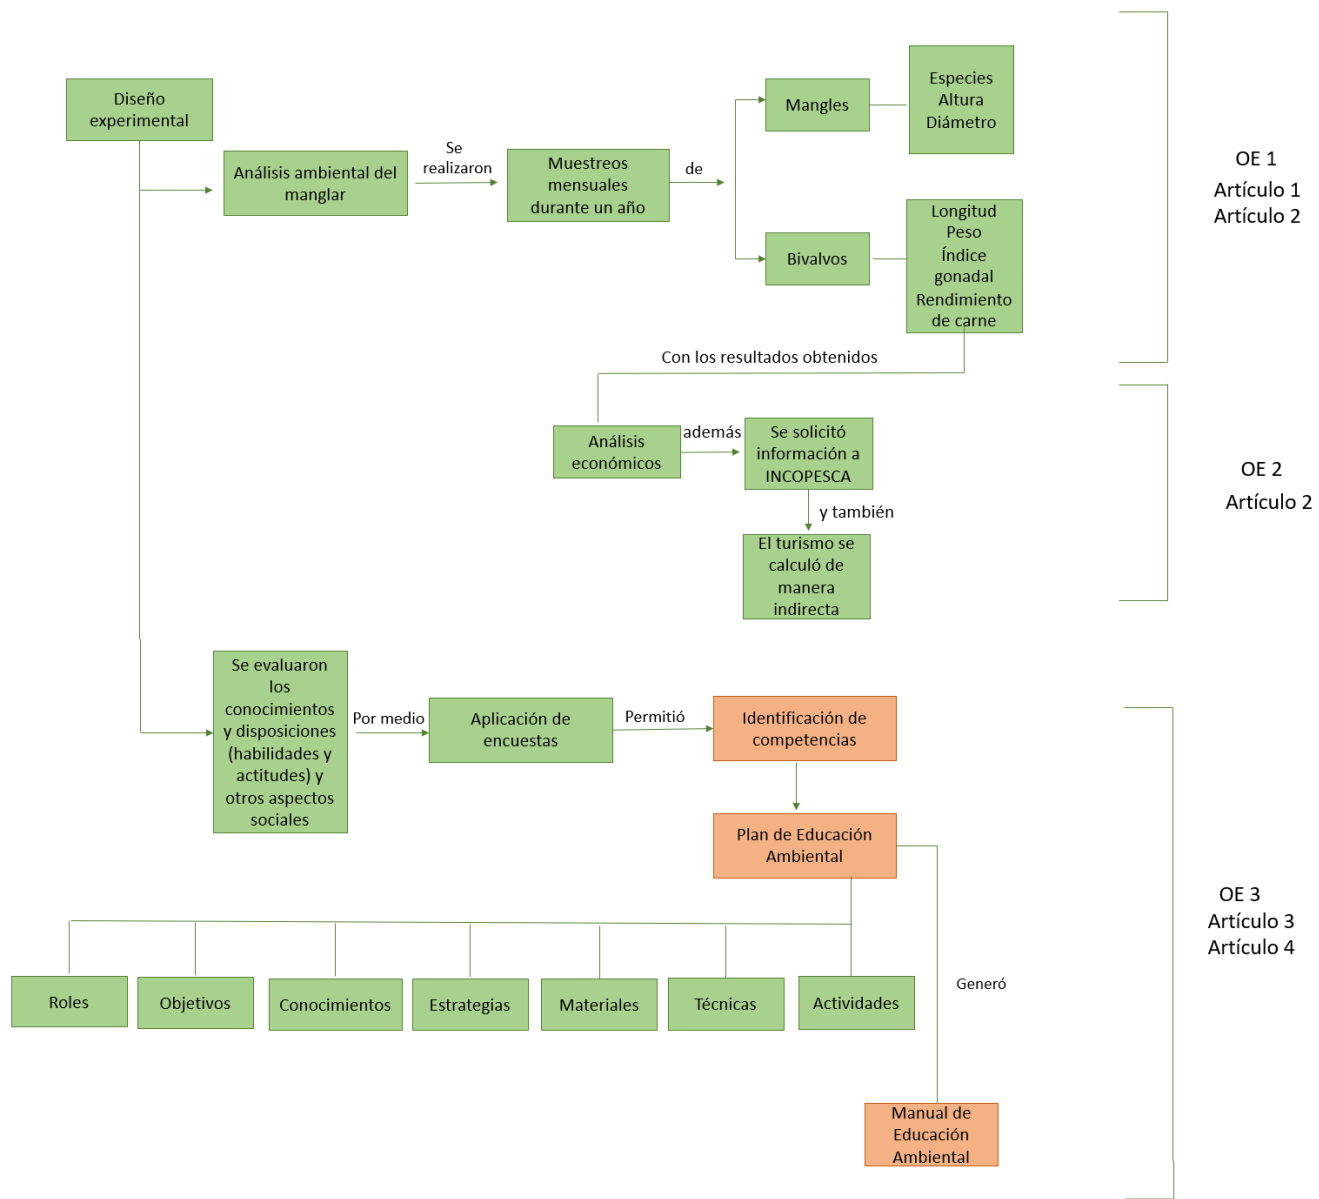 Diseño
experimental
Análisis ambiental del
manglar
Se
realizaron
Muestreos
mensuales
durante un año
de
Mangles
Especies
Altura
Diámetro
Bivalvos
Longitud
Peso
Índice
gonadal
Rendimiento
de carne
OE 1
Artículo 1
Artículo 2
Con los resultados obtenidos
Análisis
económicos
además
Se solicitó
información a
INCOPESCA
y también
El turismo se
calculó de
manera
indirecta
OE 2
Artículo 2
Se evaluaron
los
conocimientos
y disposiciones
(habilidades y
actitudes) y
otros aspectos
sociales
Por medio
Aplicación de
encuestas
Permitió
Identificación de
competencias
Plan de Educación
Ambiental
Roles
Objetivos
Conocimientos
Estrategias
Materiales
Técnicas
Actividades
Generó
Manual de
Educación
Ambiental
OE 3
Artículo 3
Artículo 4